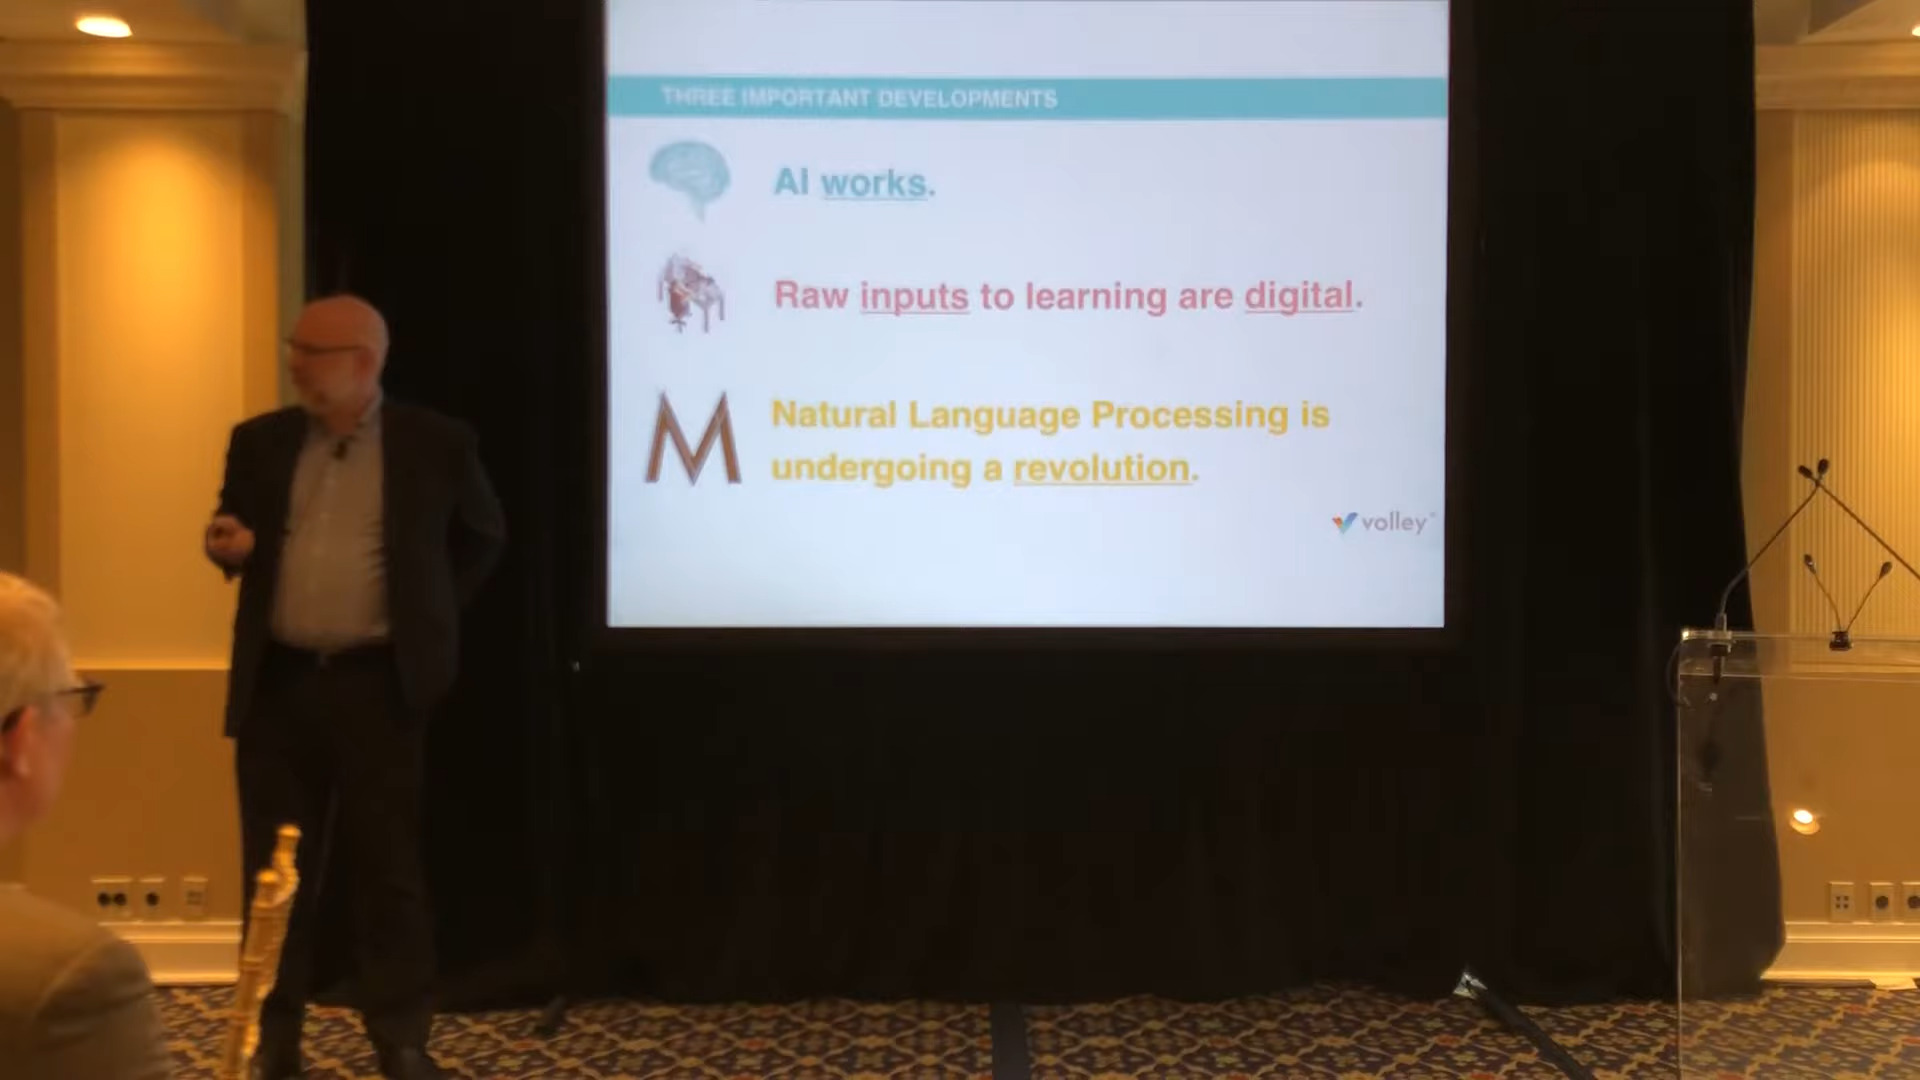 THREE IMPORTANT DEVELOPMENTS
AI works.
Raw inputs to learning are digital.
M
Natural Language Processing is
undergoing a revolution.
volley